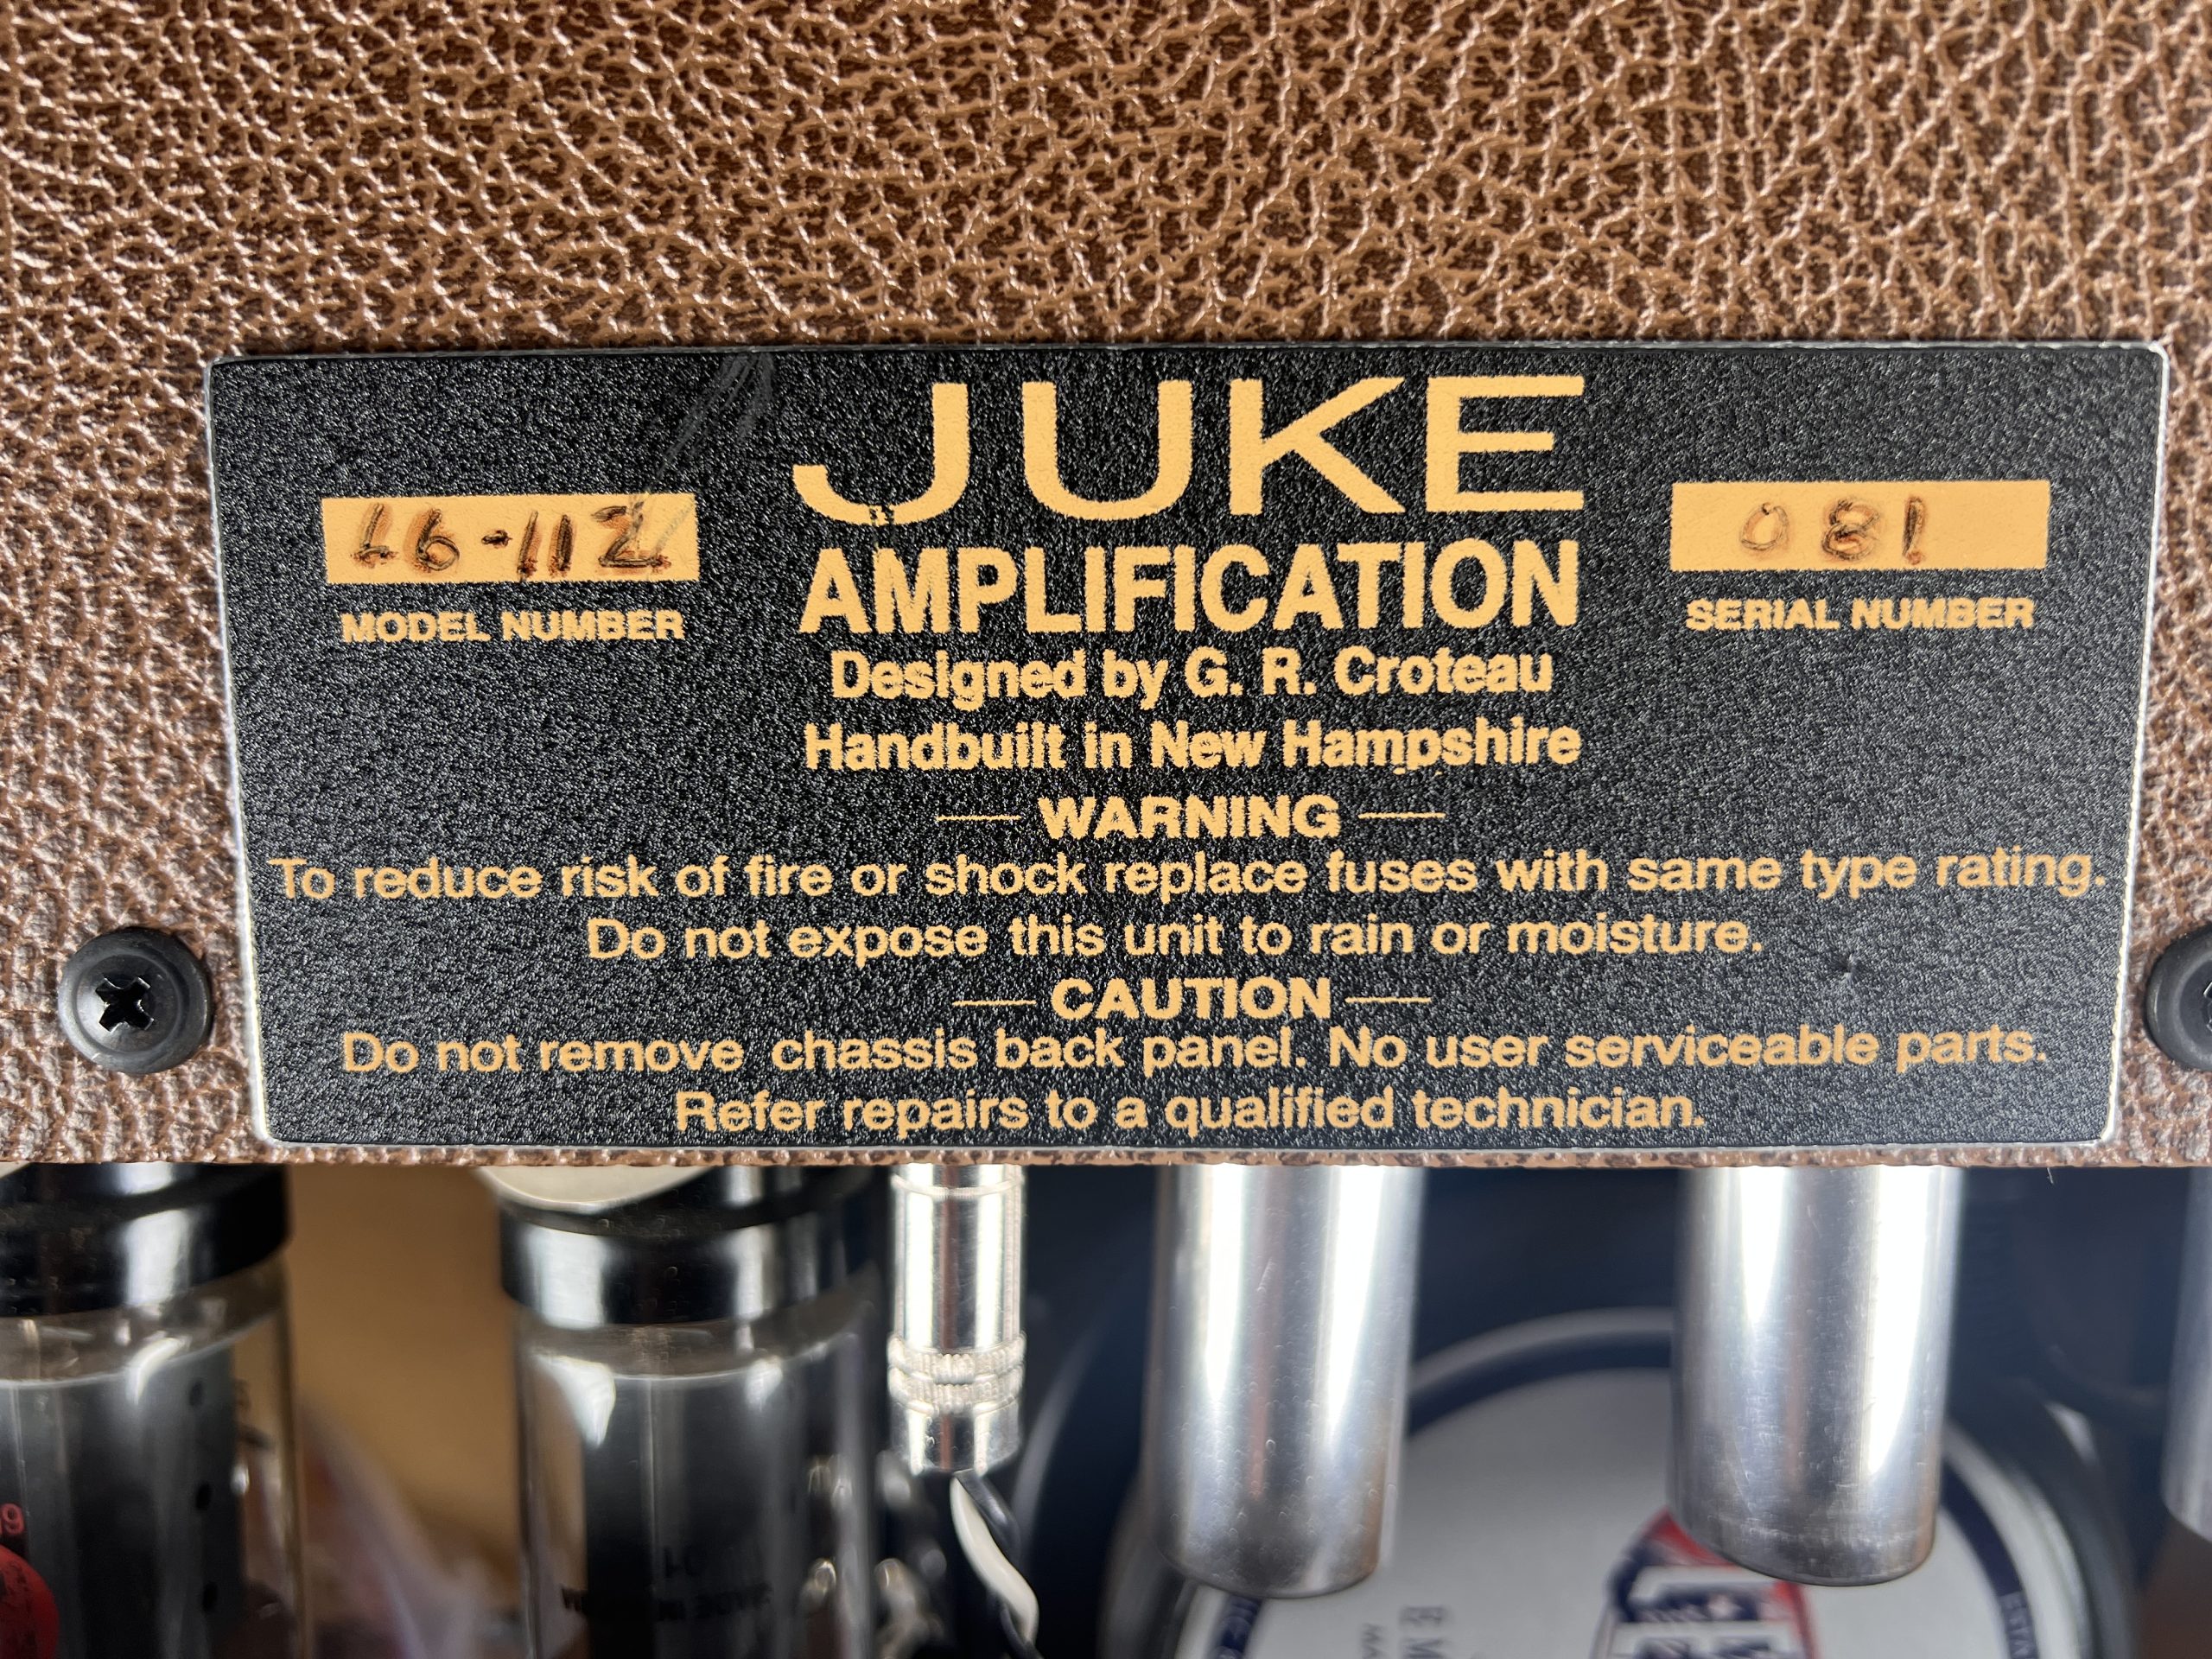 JUKE
AMPLIFICATION
16-112
MODEL NUMBER
081
SERIAL NUMBER
Designed by G. R. Croteau
Handbuilt in New Hampshire
WARNING
To reduce risk of fire or shock replace fuses with same type rating.
Do not expose this unit to rain or moisture.
CAUTION
Do not remove chassis back panel. No user serviceable parts.
Refer repairs to a qualified technician.